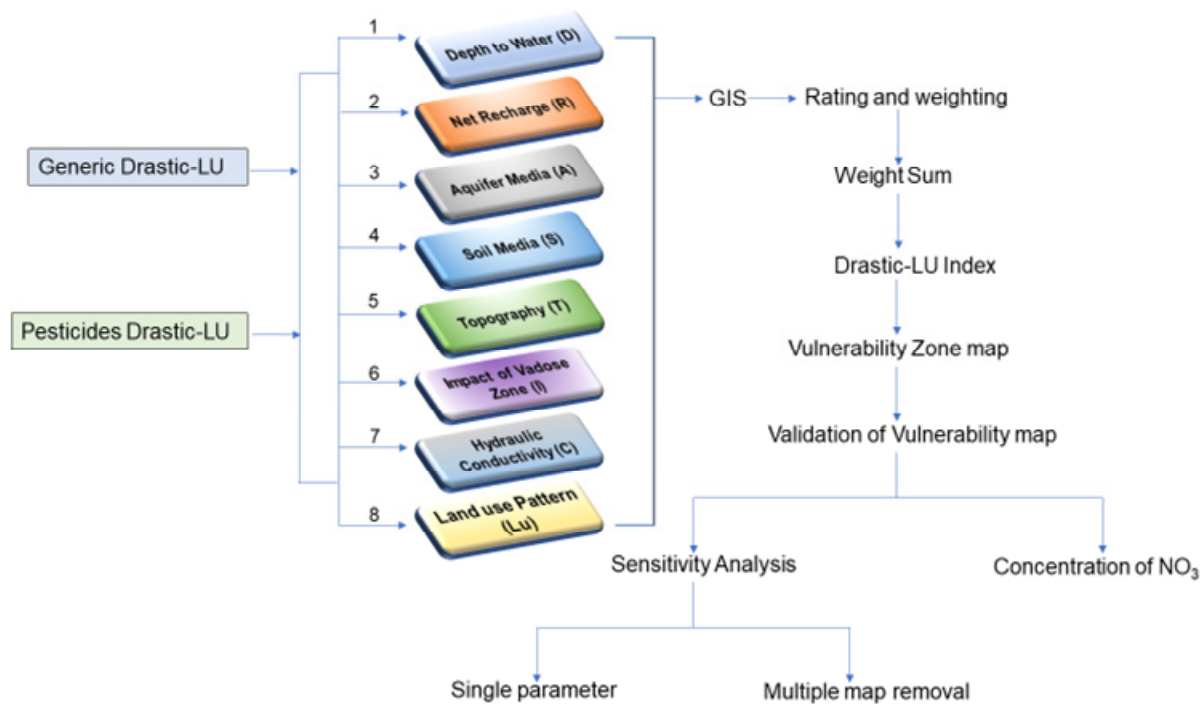 Generic Drastic-LU
Pesticides Drastic-LU
1
Depth to Water (D)
2
Net Recharge (R)
3
Aquifer Media (A)
4
Soil Media (S)
5
Topography (T)
6
Impact of Vadose
Zone (I)
7
Hydraulic
Conductivity (C)
8
Land use Pattern
(Lu)
GIS
Rating and weighting
Weight Sum
Drastic-LU Index
Vulnerability Zone map
Validation of Vulnerability map
Sensitivity Analysis
Concentration of NO₃
Single parameter
Multiple map removal